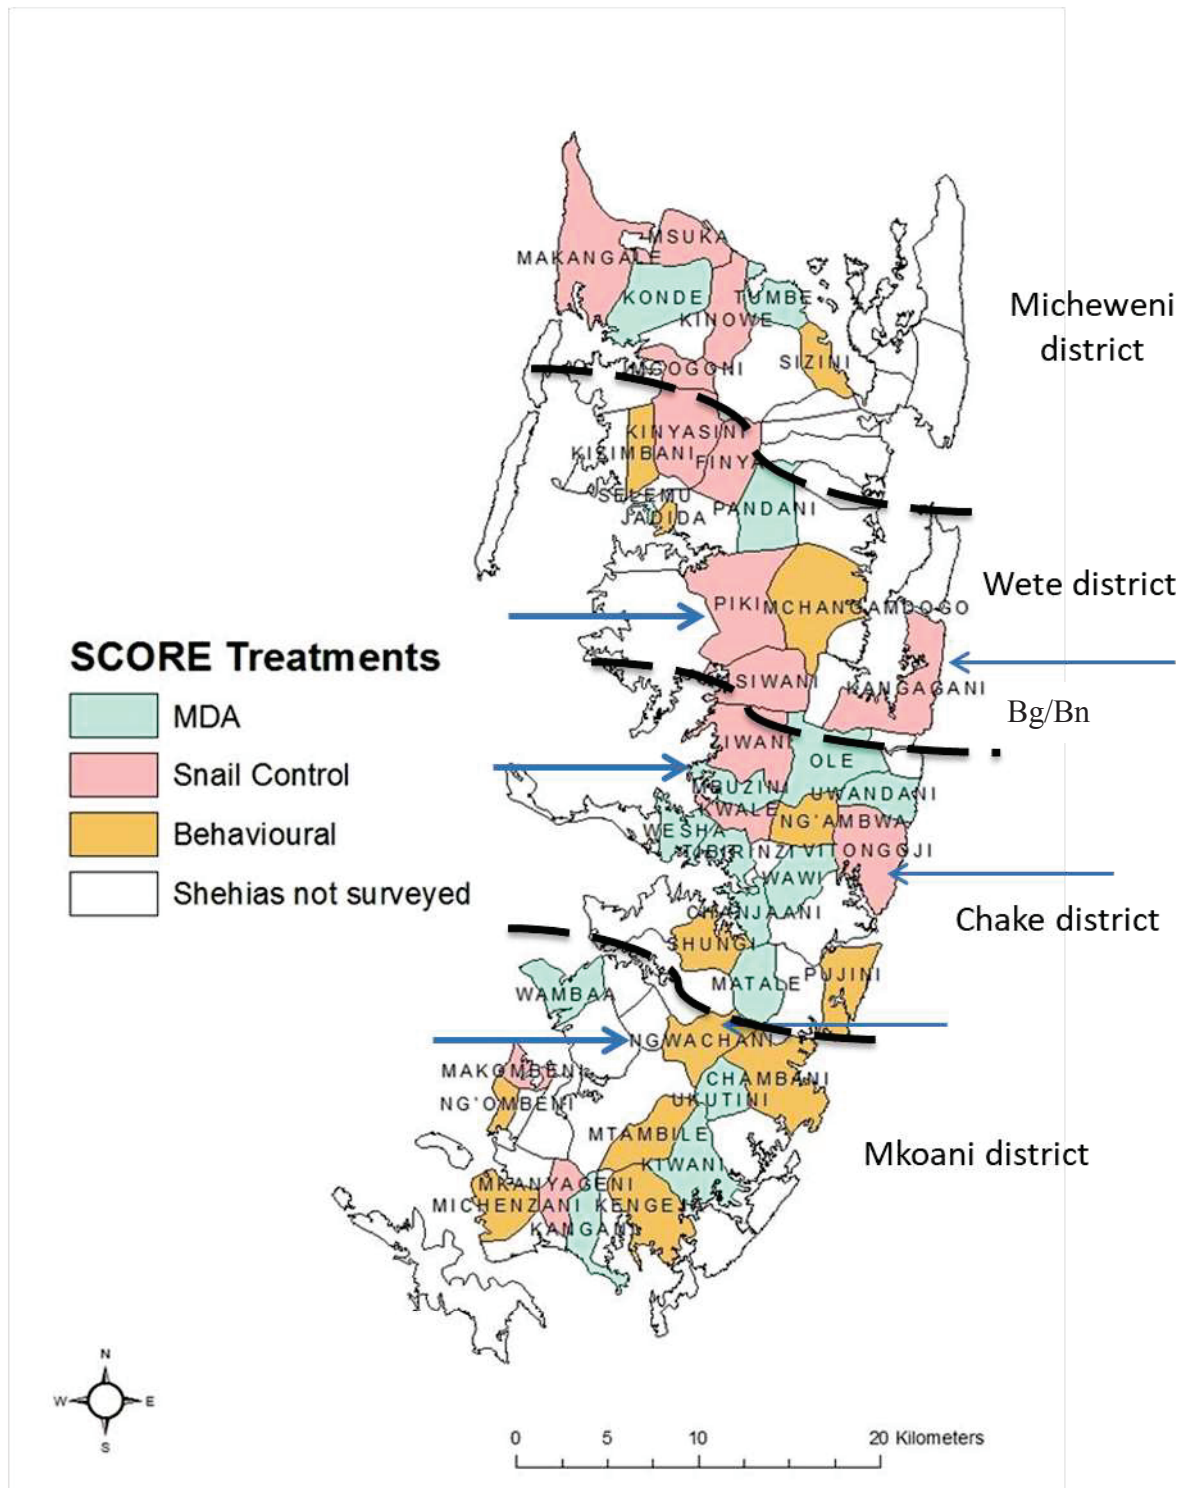 MSUKA
MAKANGALE
KONDE
TUMBE
KINOWE
Micheweni
district
SIZINI
MGOGONI
KINYASINI
KIZIMBANI
FINYA
SELEMU
JADIDA
PANDANI
Wete district
PIKI
MCHANGAMDOGO
SCORE Treatments
MDA
Snail Control
Behavioural
Shehias not surveyed
SIWANI
KANGAGANI
Bg/Bn
ZIWANI
OLE
MBUZINI
UWANDANI
KWALE
NG'AMBWA
WESHA
TIBIRINZI
VITONGOJI
WAWI
CHANJAANI
Chake district
SHUNGI
MATALE
PUJINI
WAMBAA
NGWACHANI
MAKOMBENI
CHAMBANI
NG'OMBENI
UKUTINI
MTAMBILE
Mkoani district
KIWANI
MKANYAGENI
MICHENZANI
KENGEJA
KANGANI
N
W
E
S
0
5
10
20 Kilometers